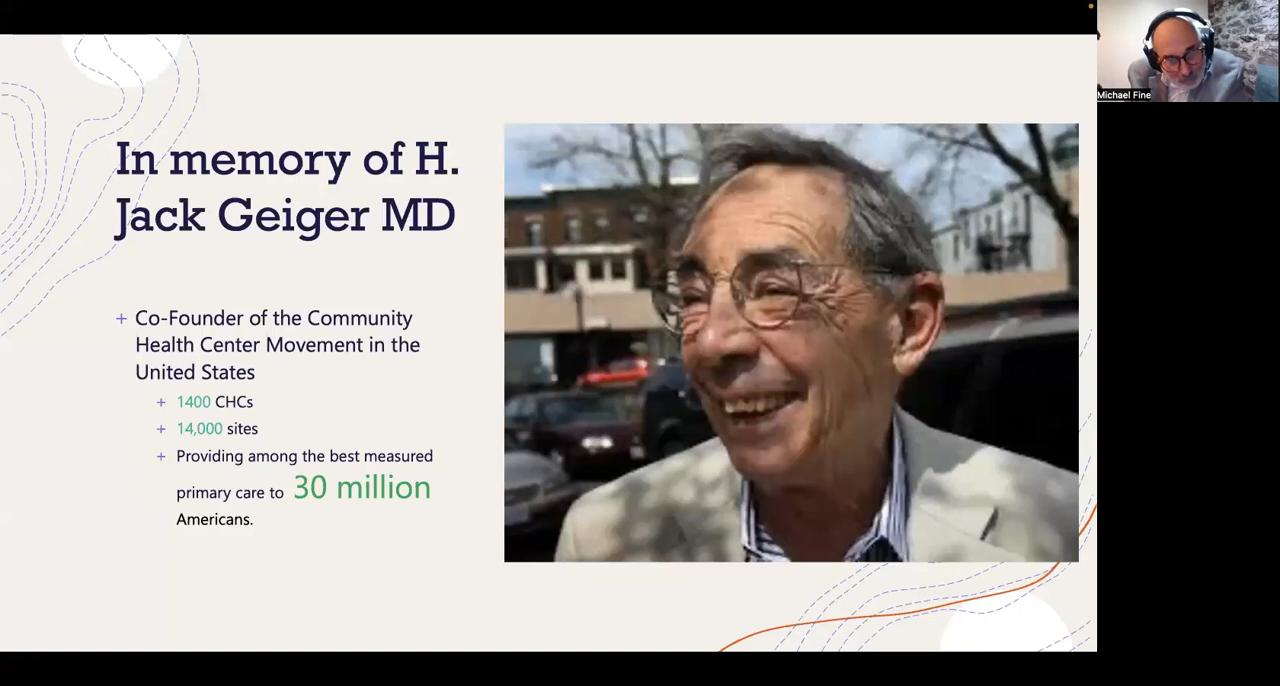 In memory of H.
Jack Geiger MD
+ Co-Founder of the Community
Health Center Movement in the
United States
+ 1400 CHCs
+ 14,000 sites
+ Providing among the best measured
primary care to 30 million
Americans.
Michael Fine